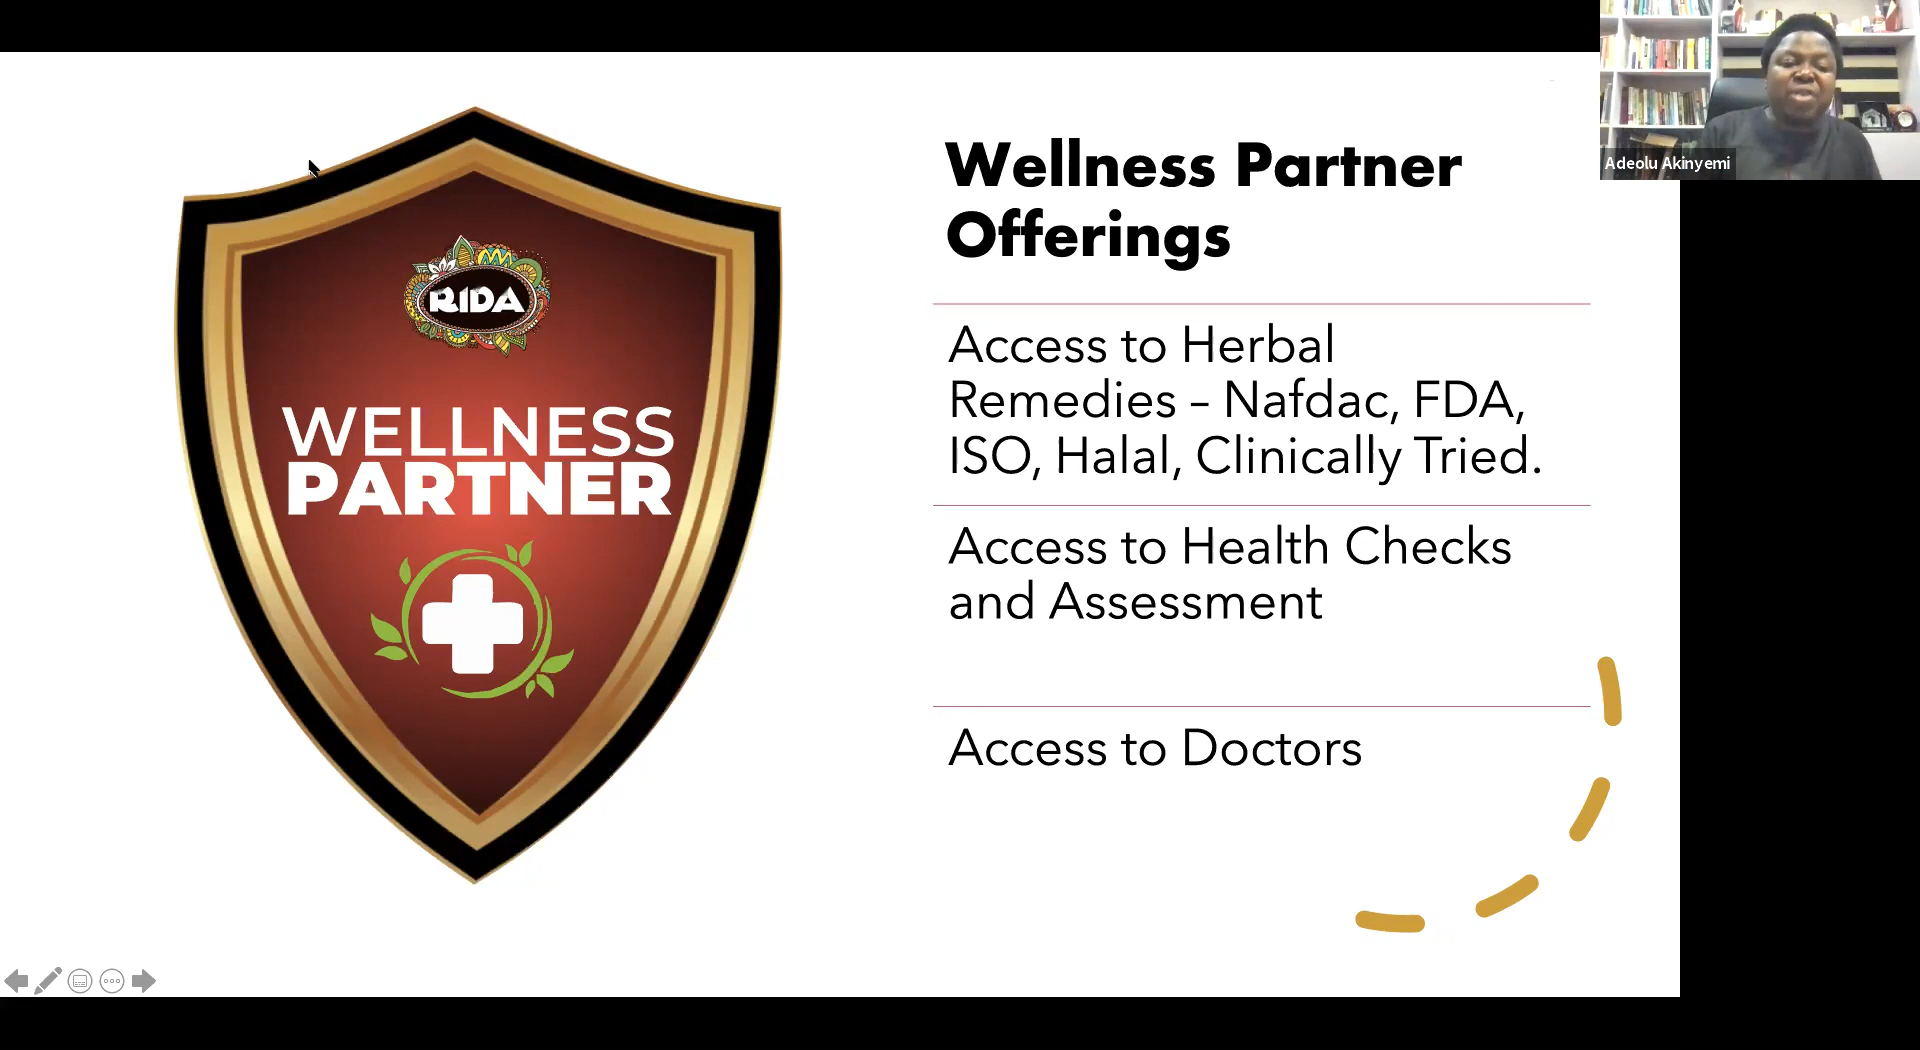 RIDA
WELLNESS
PARTNER
Wellness Partner
Offerings
Access to Herbal
Remedies – Nafdac, FDA,
ISO, Halal, Clinically Tried.
Access to Health Checks
and Assessment
Access to Doctors
Adeolu Akinyemi